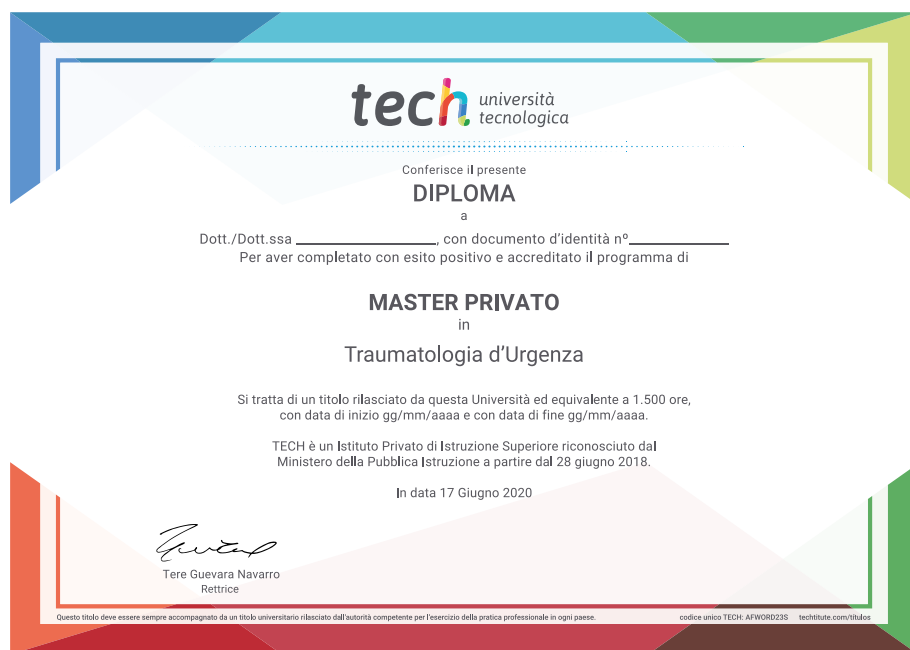 tech università
tecnologica
Conferisce il presente
DIPLOMA
a
Dott./Dott.ssa ____________________, con documento d'identità nº______________
Per aver completato con esito positivo e accreditato il programma di
MASTER PRIVATO
in
Traumatologia d'Urgenza
Si tratta di un titolo rilasciato da questa Università ed equivalente a 1.500 ore,
con data di inizio gg/mm/aaaa e con data di fine gg/mm/aaaa.
TECH è un Istituto Privato di Istruzione Superiore riconosciuto dal
Ministero della Pubblica Istruzione a partire dal 28 giugno 2018.
In data 17 Giugno 2020
Tere Guevara Navarro
Rettrice
Questo titolo deve essere sempre accompagnato da un titolo universitario rilasciato dall'autorità competente per l'esercizio della pratica professionale in ogni paese. codice unico TECH: AFWORD23S techtitute.com/titulos